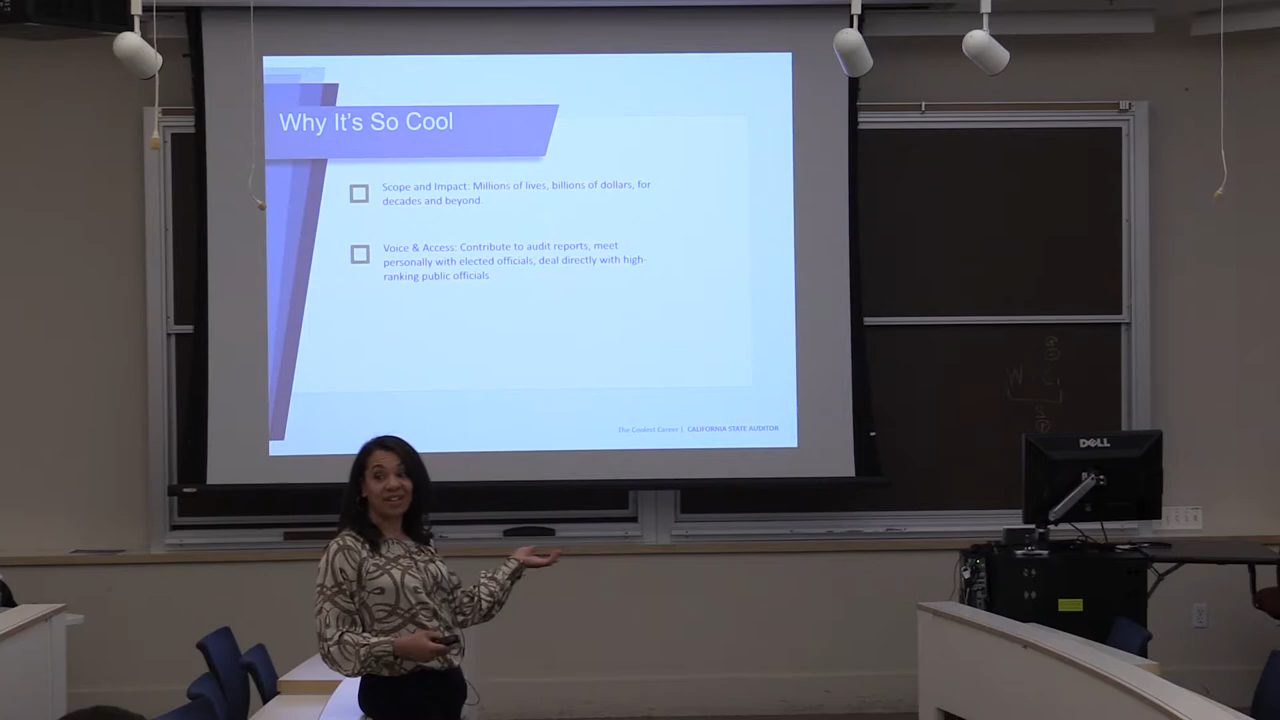 Why It's So Cool
Scope and Impact: Millions of lives, billions of dollars, for
decades and beyond.
Voice & Access: Contribute to audit reports, meet
personally with elected officials, deal directly with high-
ranking public officials
The Coolest Career | CALIFORNIA STATE AUDITOR
DELL
W